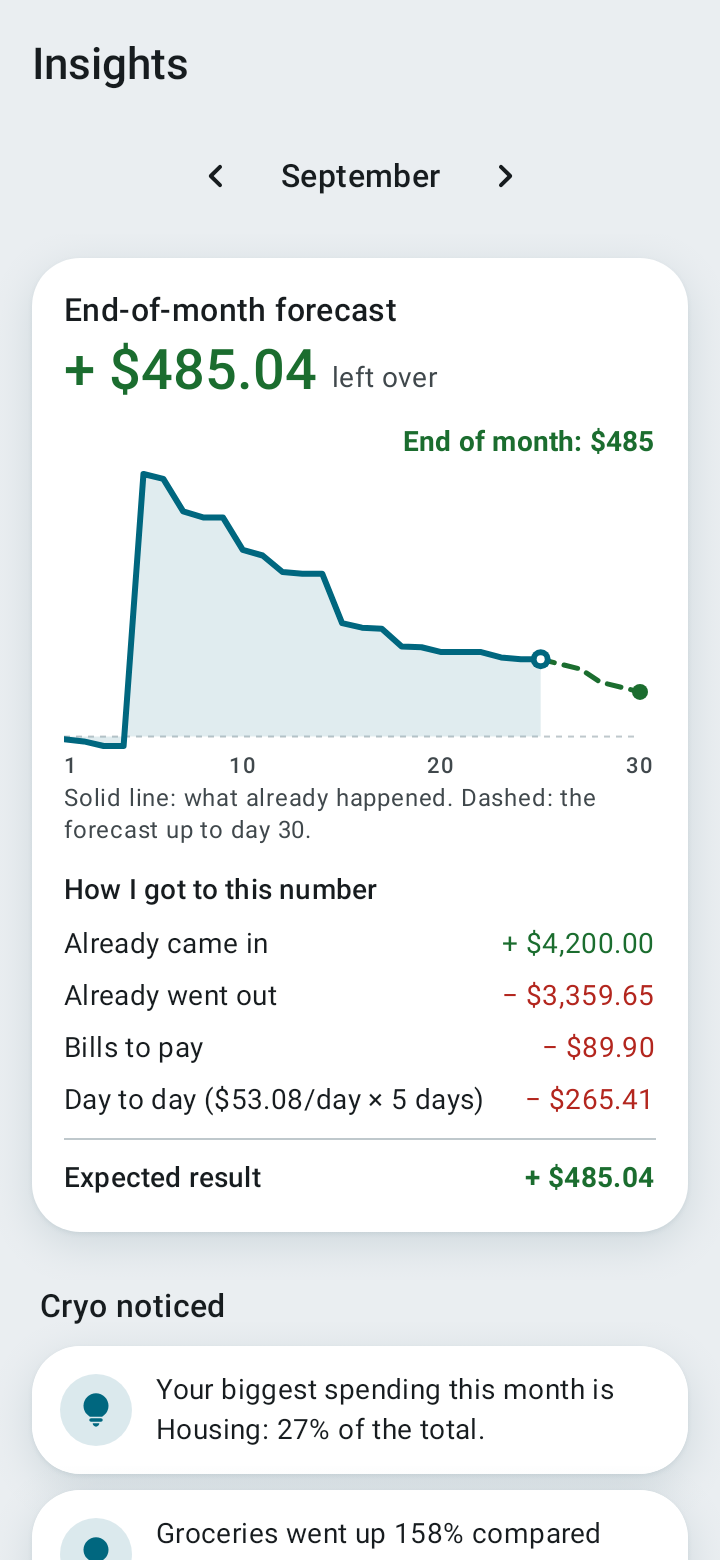 Insights
September
End-of-month forecast
+ $485.04 left over
End of month: $485
1 10 20 30
Solid line: what already happened. Dashed: the
forecast up to day 30.
How I got to this number
Already came in + $4,200.00
Already went out − $3,359.65
Bills to pay − $89.90
Day to day ($53.08/day × 5 days) − $265.41
Expected result + $485.04
Cryo noticed
Your biggest spending this month is
Housing: 27% of the total.
Groceries went up 158% compared